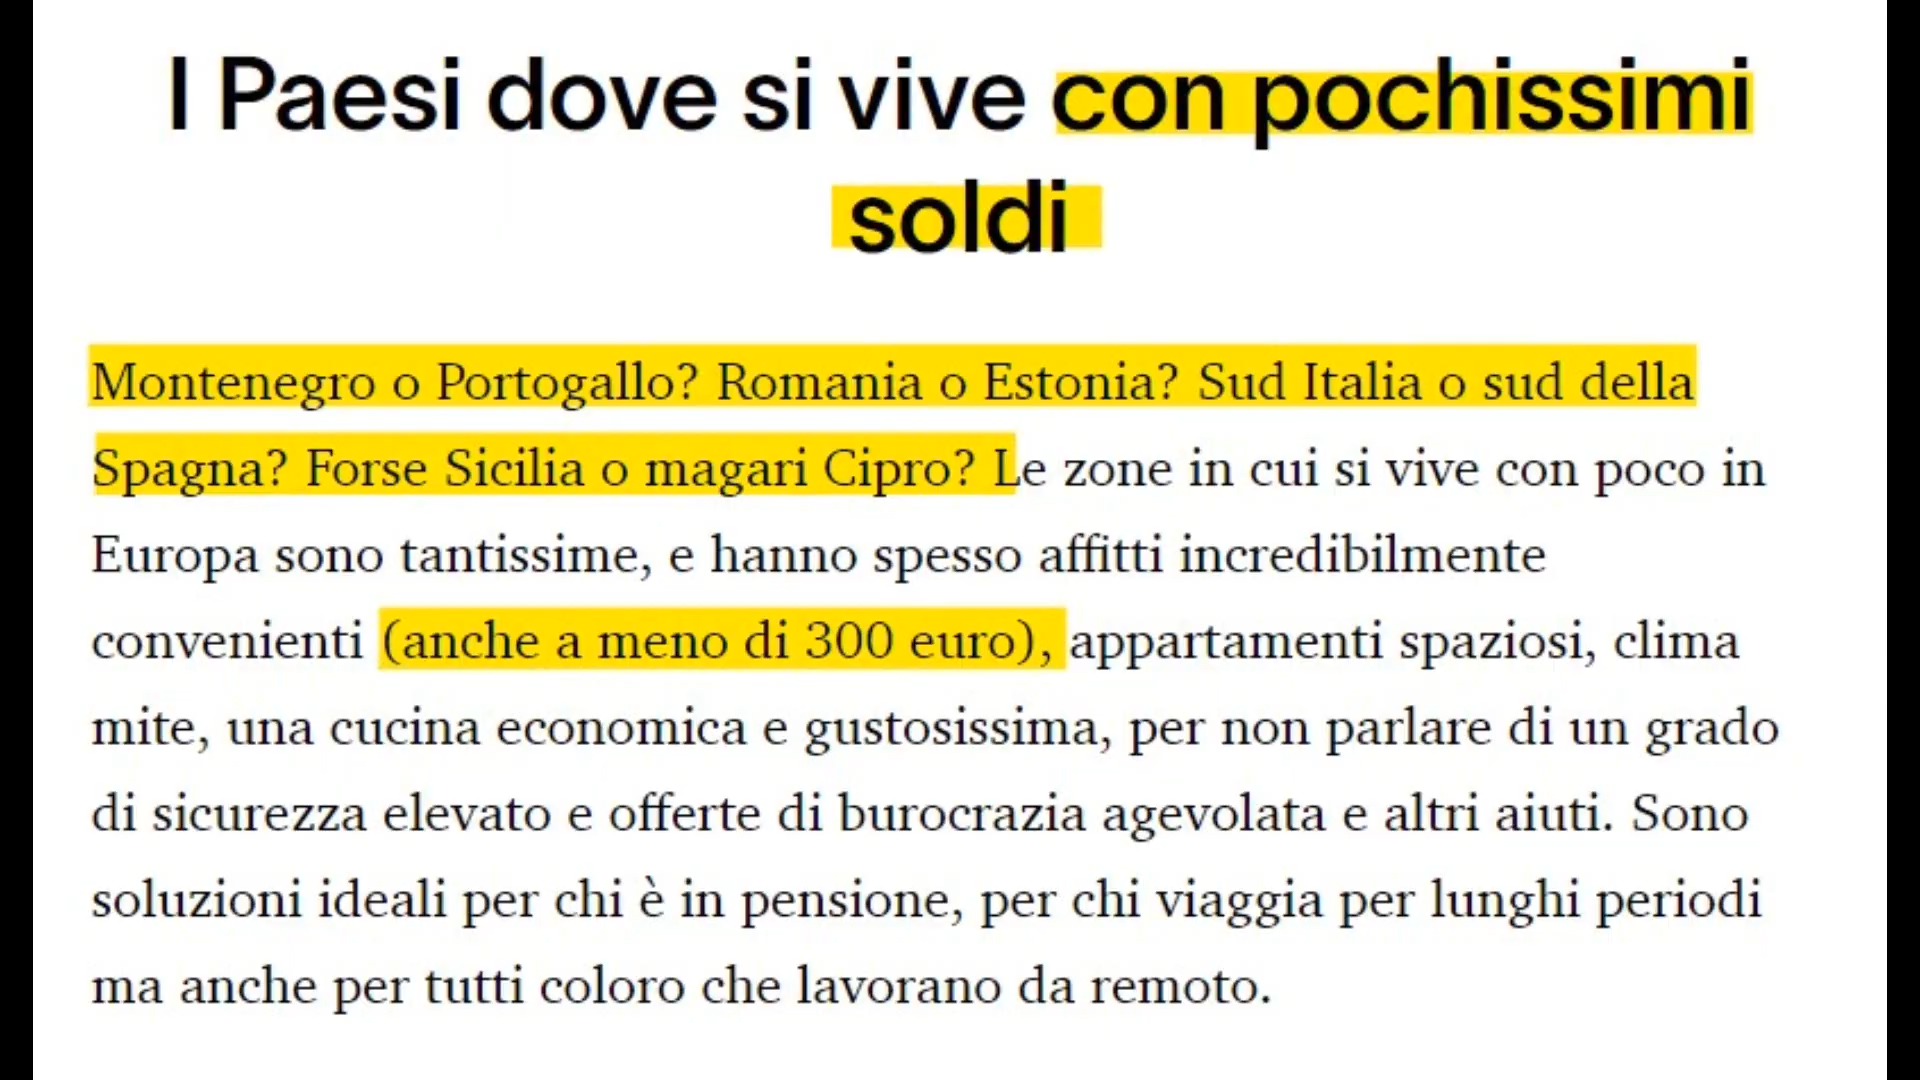 I Paesi dove si vive con pochissimi
soldi
Montenegro o Portogallo? Romania o Estonia? Sud Italia o sud della
Spagna? Forse Sicilia o magari Cipro? Le zone in cui si vive con poco in
Europa sono tantissime, e hanno spesso affitti incredibilmente
convenienti (anche a meno di 300 euro), appartamenti spaziosi, clima
mite, una cucina economica e gustosissima, per non parlare di un grado
di sicurezza elevato e offerte di burocrazia agevolata e altri aiuti. Sono
soluzioni ideali per chi è in pensione, per chi viaggia per lunghi periodi
ma anche per tutti coloro che lavorano da remoto.